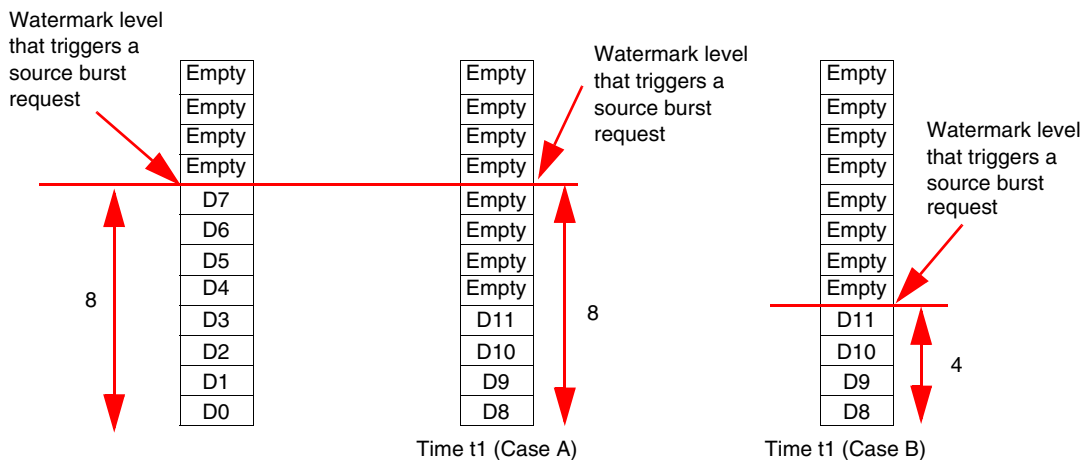 Watermark level
that triggers a
source burst
request
Empty
Empty
Empty
Empty
D7
D6
D5
D4
D3
D2
D1
D0
8
Watermark level
that triggers a
source burst
request
Empty
Empty
Empty
Empty
Empty
Empty
Empty
Empty
D11
D10
D9
D8
8
Time t1 (Case A)
Watermark level
that triggers a
source burst
request
Empty
Empty
Empty
Empty
Empty
Empty
Empty
Empty
D11
D10
D9
D8
4
Time t1 (Case B)